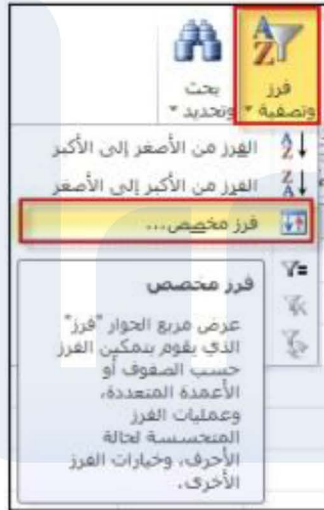 فرز
وتصفية
بحث
وتحديد
الفرز من الأصغر إلى الأكبر
الفرز من الأكبر إلى الأصغر
فرز مخصص...
فرز مخصص
عرض مربع الحوار "فرز"
الذي يقوم بتمكين الفرز
حسب الصفوف أو
الأعمدة المتعددة،
وعمليات الفرز
المتحسسة لحالة
الأحرف، وخيارات الفرز
الأخرى.